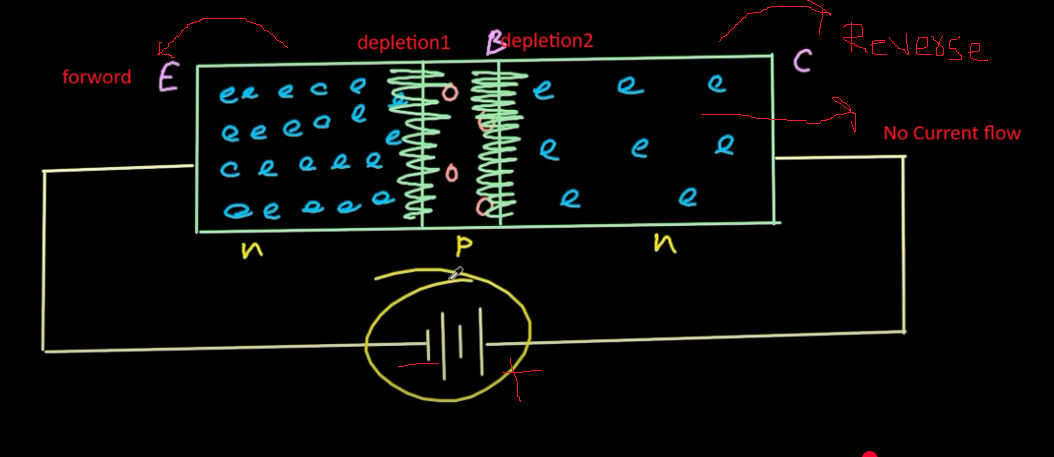 depletion1 B depletion2
Reverse
forword E C
No Current flow
e e e c e e e e e
e e e o e e e e e
c e e e e o
e e e e e e e
n P n
- +